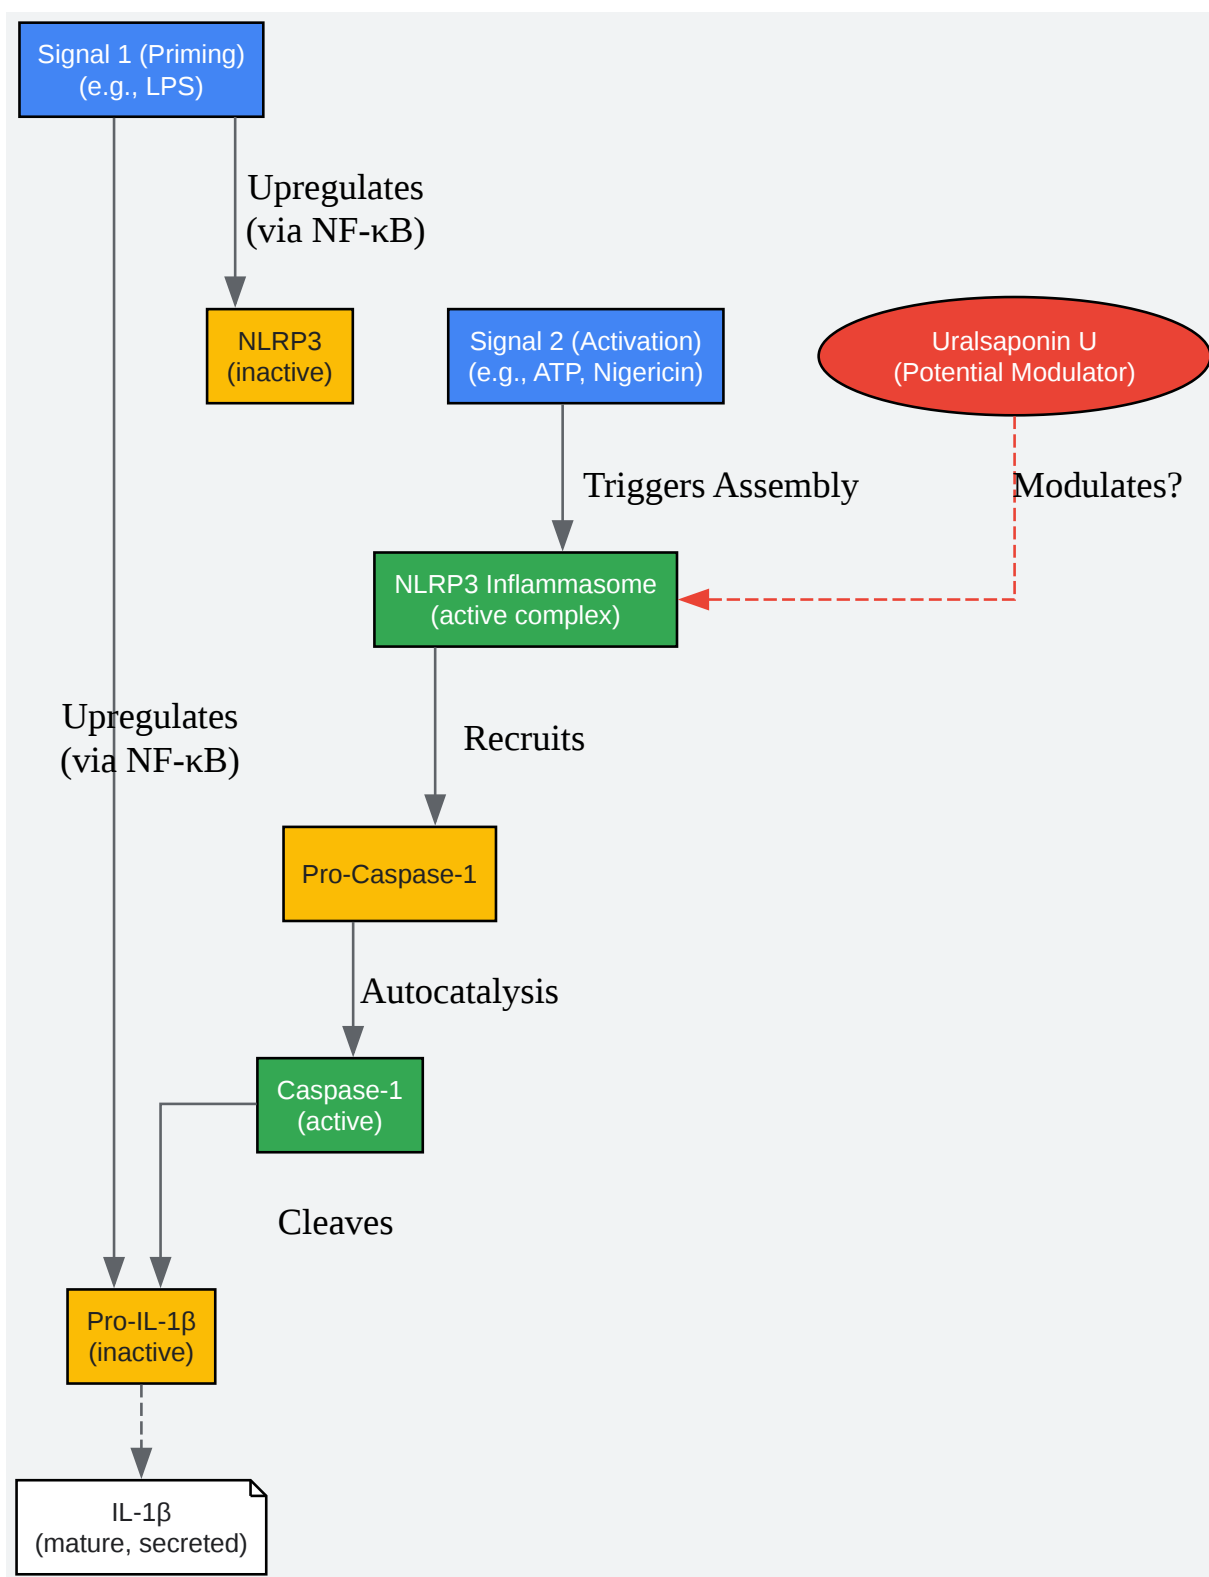 Signal 1 (Priming)
(e.g., LPS)
Upregulates
(via NF-κB)
NLRP3
(inactive)
Signal 2 (Activation)
(e.g., ATP, Nigericin)
Uralsaponin U
(Potential Modulator)
Triggers Assembly
Modulates?
NLRP3 Inflammasome
(active complex)
Upregulates
(via NF-κB)
Recruits
Pro-Caspase-1
Autocatalysis
Caspase-1
(active)
Cleaves
Pro-IL-1β
(inactive)
IL-1β
(mature, secreted)